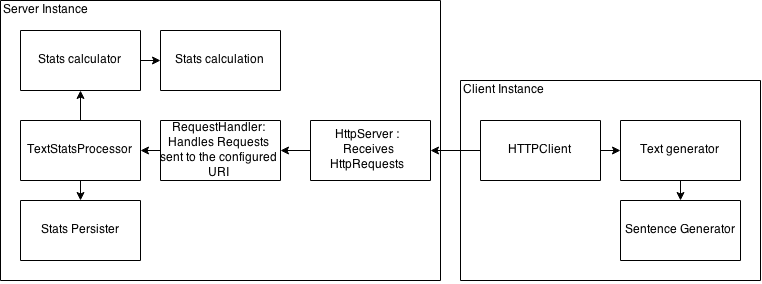 Server Instance
Stats calculator
Stats calculation
Client Instance
TextStatsProcessor
RequestHandler:
Handles Requests
sent to the configured
URI
HttpServer :
Receives
HttpRequests
HTTPClient
Text generator
Stats Persister
Sentence Generator